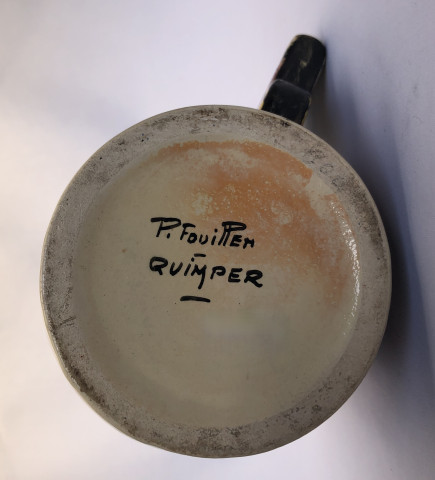 P. FOUILLEN
-
QUIMPER
-